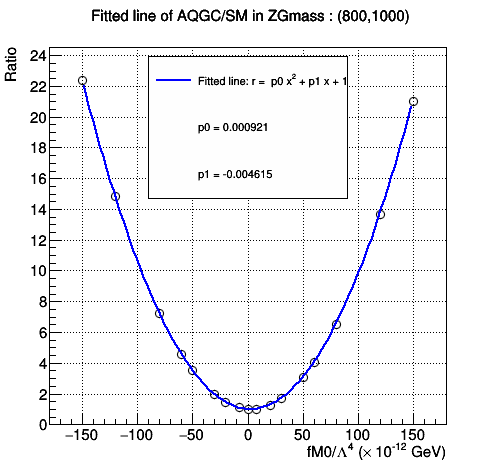 Fitted line of AQGC/SM in ZGmass : (800,1000)
Ratio
24
22
20
18
16
14
12
10
8
6
4
2
0
Fitted line: r = p0 x² + p1 x + 1
p0 = 0.000921
p1 = -0.004615
−150 −100 −50 0 50 100 150
fM0/Λ⁴ (× 10⁻¹² GeV)